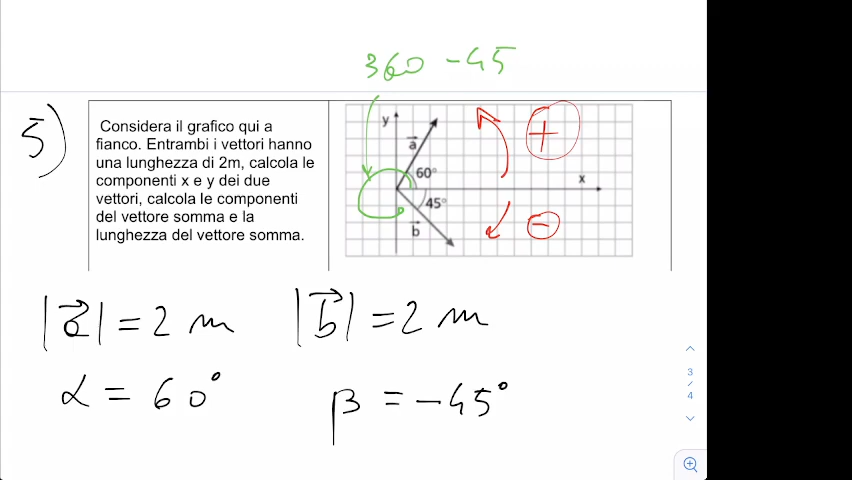 360 - 45
5)
Considera il grafico qui a
fianco. Entrambi i vettori hanno
una lunghezza di 2m, calcola le
componenti x e y dei due
vettori, calcola le componenti
del vettore somma e la
lunghezza del vettore somma.
y
a
60°
x
45°
b
+
-
|a| = 2 m
|b| = 2 m
α = 60°
β = -45°
3
/
4